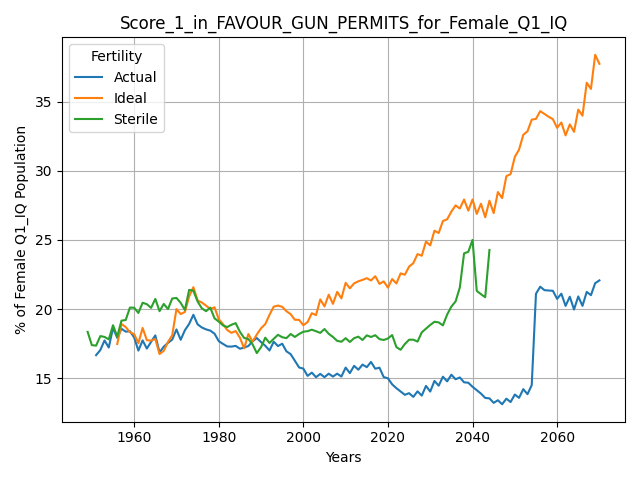 Score_1_in_FAVOUR_GUN_PERMITS_for_Female_Q1_IQ
Fertility
Actual
Ideal
Sterile
% of Female Q1_IQ Population
35
30
25
20
15
1960 1980 2000 2020 2040 2060
Years